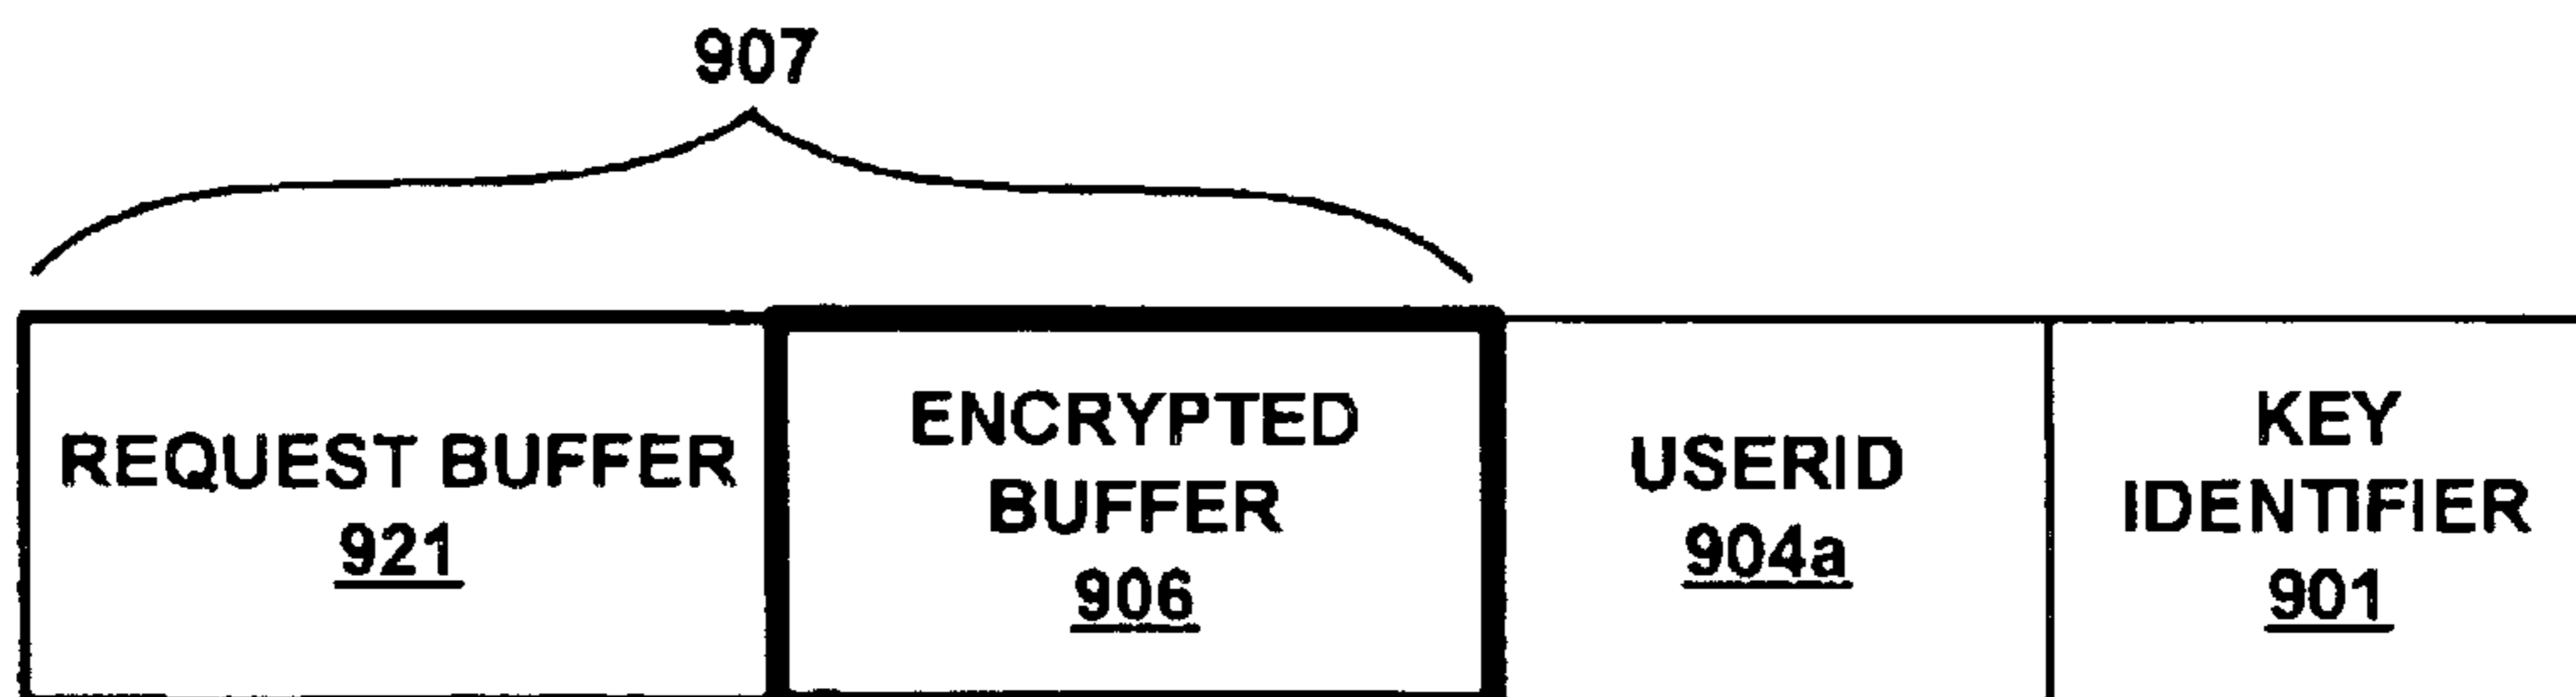 907
REQUEST BUFFER
921
ENCRYPTED
BUFFER
906
USERID
904a
KEY
IDENTIFIER
901